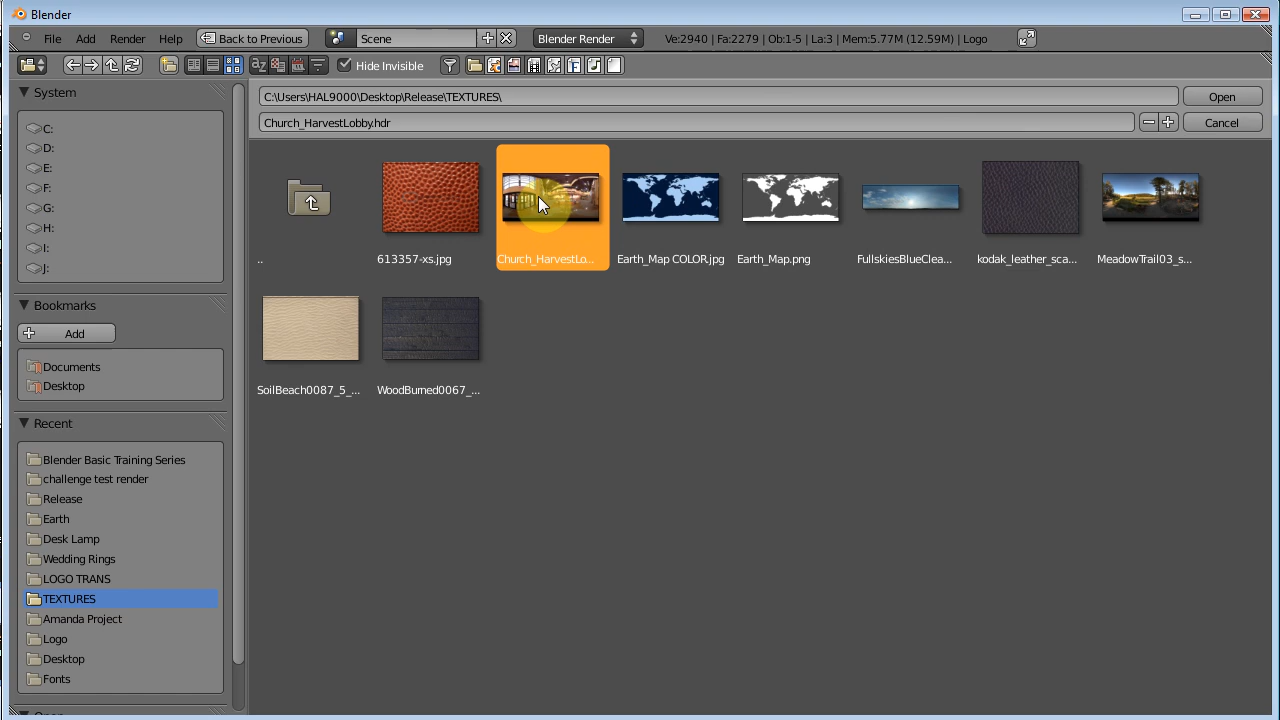 Blender
File Add Render Help Back to Previous Scene Blender Render Ve:2940 | Fa:2279 | Ob:1-5 | La:3 | Mem:5.77M (12.59M) | Logo
Hide Invisible
System
C:
D:
E:
F:
G:
H:
I:
J:
Bookmarks
Add
Documents
Desktop
Recent
Blender Basic Training Series
challenge test render
Release
Earth
Desk Lamp
Wedding Rings
LOGO TRANS
TEXTURES
Amanda Project
Logo
Desktop
Fonts
C:\Users\HAL9000\Desktop\Release\TEXTURES\ Open
Church_HarvestLobby.hdr Cancel
.. 613357-xs.jpg Church_HarvestLo... Earth_Map COLOR.jpg Earth_Map.png FullskiesBlueClea... kodak_leather_sca... MeadowTrail03_s...
SoilBeach0087_5_... WoodBurned0067_...